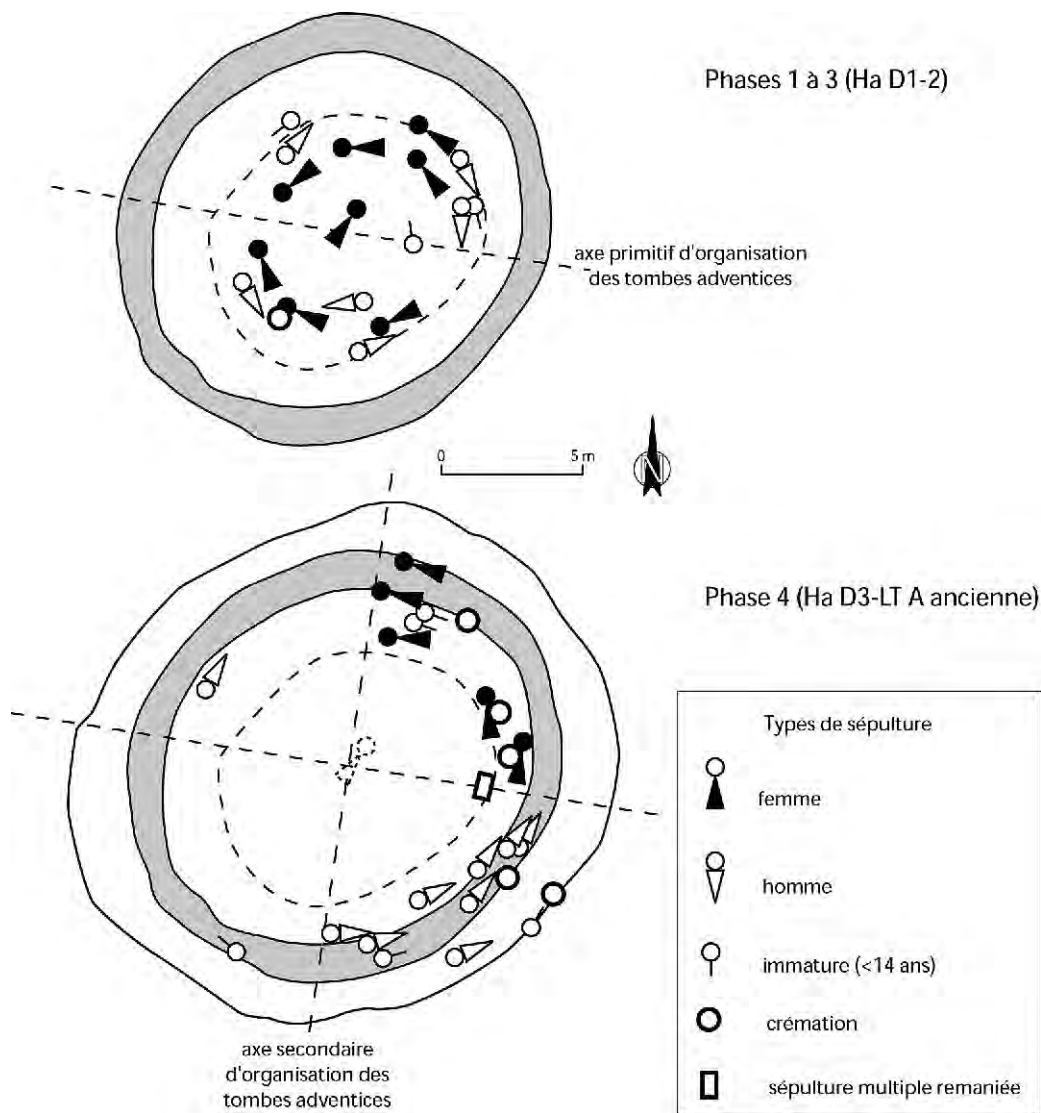 Phases 1 à 3 (Ha D1-2)
axe primitif d'organisation
des tombes adventices
0
5 m
N
Phase 4 (Ha D3-LT A ancienne)
Types de sépulture
femme
homme
immature (<14 ans)
crémation
sépulture multiple remaniée
axe secondaire
d'organisation des
tombes adventices